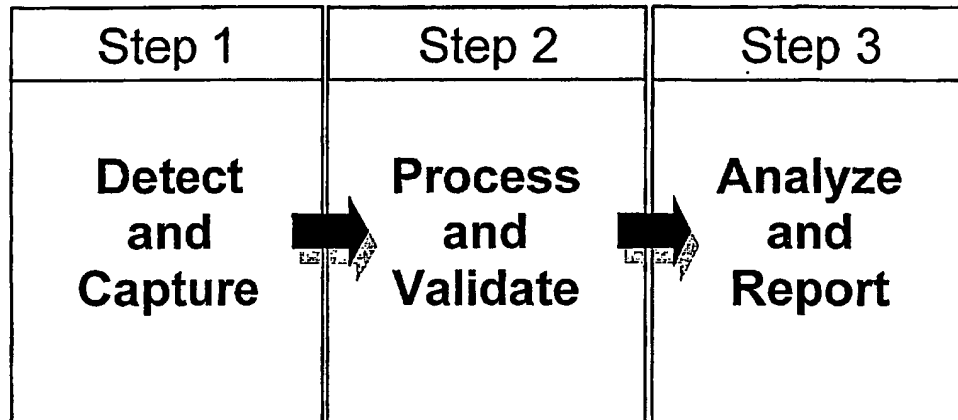 Step 1
Detect
and
Capture
Step 2
Process
and
Validate
Step 3
Analyze
and
Report